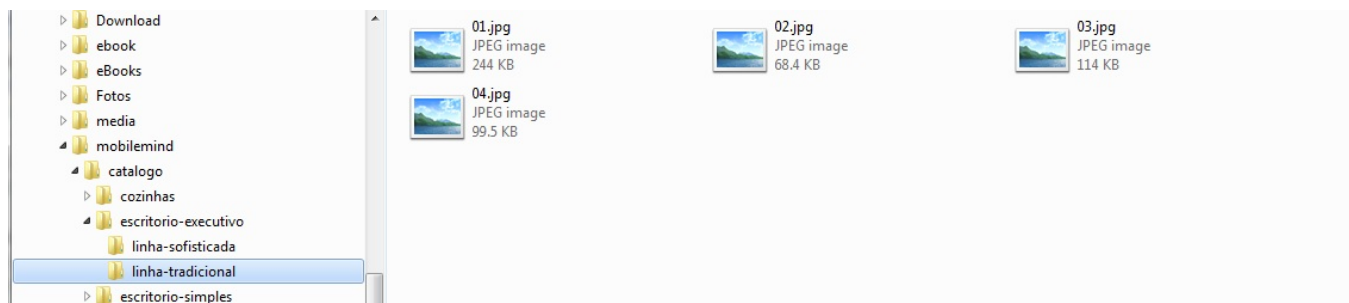 Download
ebook
eBooks
Fotos
media
mobilemind
catalogo
cozinhas
escritorio-executivo
linha-sofisticada
linha-tradicional
escritorio-simples
01.jpg
JPEG image
244 KB
02.jpg
JPEG image
68.4 KB
03.jpg
JPEG image
114 KB
04.jpg
JPEG image
99.5 KB